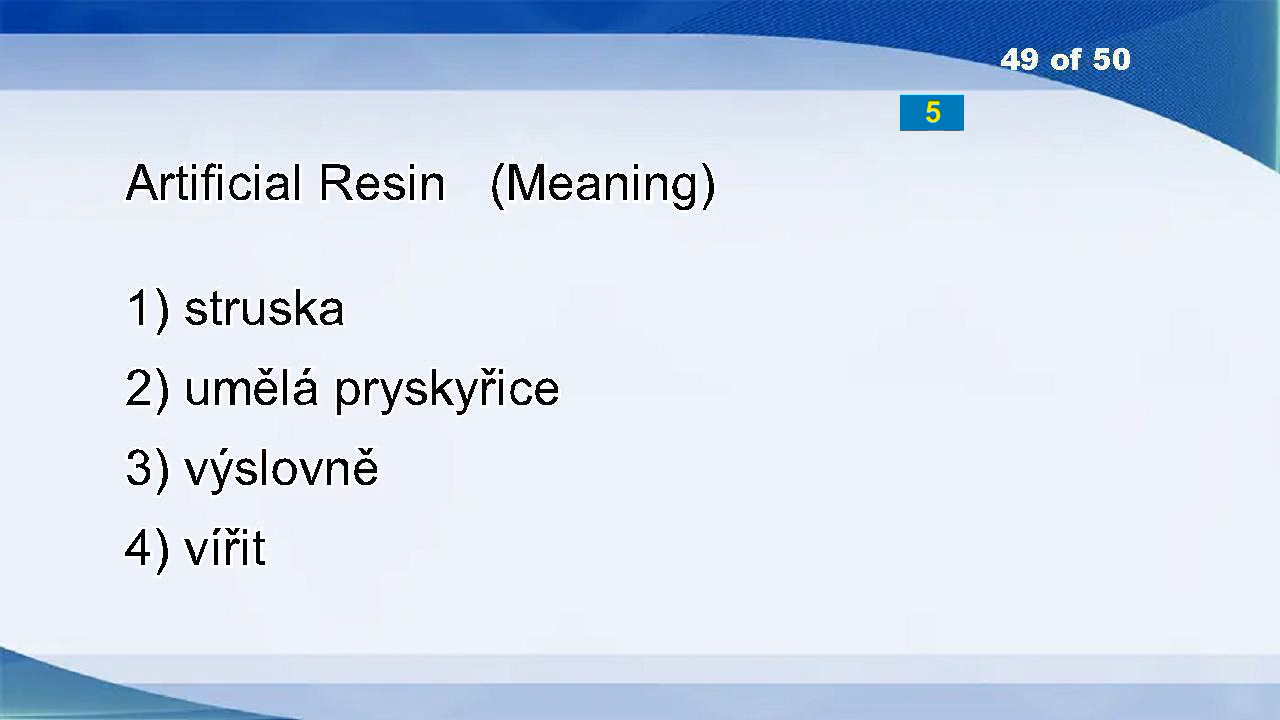 49 of 50
5
Artificial Resin (Meaning)
1) struska
2) umělá pryskyřice
3) výslovně
4) vířit